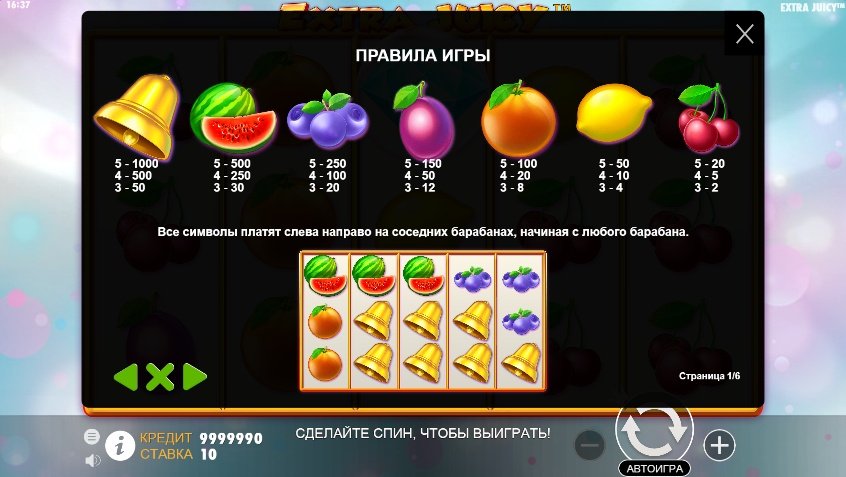 16:37
EXTRA JUICY™
EXTRA JUICY™
ПРАВИЛА ИГРЫ
5 - 1000
4 - 500
3 - 50
5 - 500
4 - 250
3 - 30
5 - 250
4 - 100
3 - 20
5 - 150
4 - 50
3 - 12
5 - 100
4 - 20
3 - 8
5 - 50
4 - 10
3 - 4
5 - 20
4 - 5
3 - 2
Все символы платят слева направо на соседних барабанах, начиная с любого барабана.
Страница 1/6
КРЕДИТ 9999990
СТАВКА 10
СДЕЛАЙТЕ СПИН, ЧТОБЫ ВЫИГРАТЬ!
АВТОИГРА